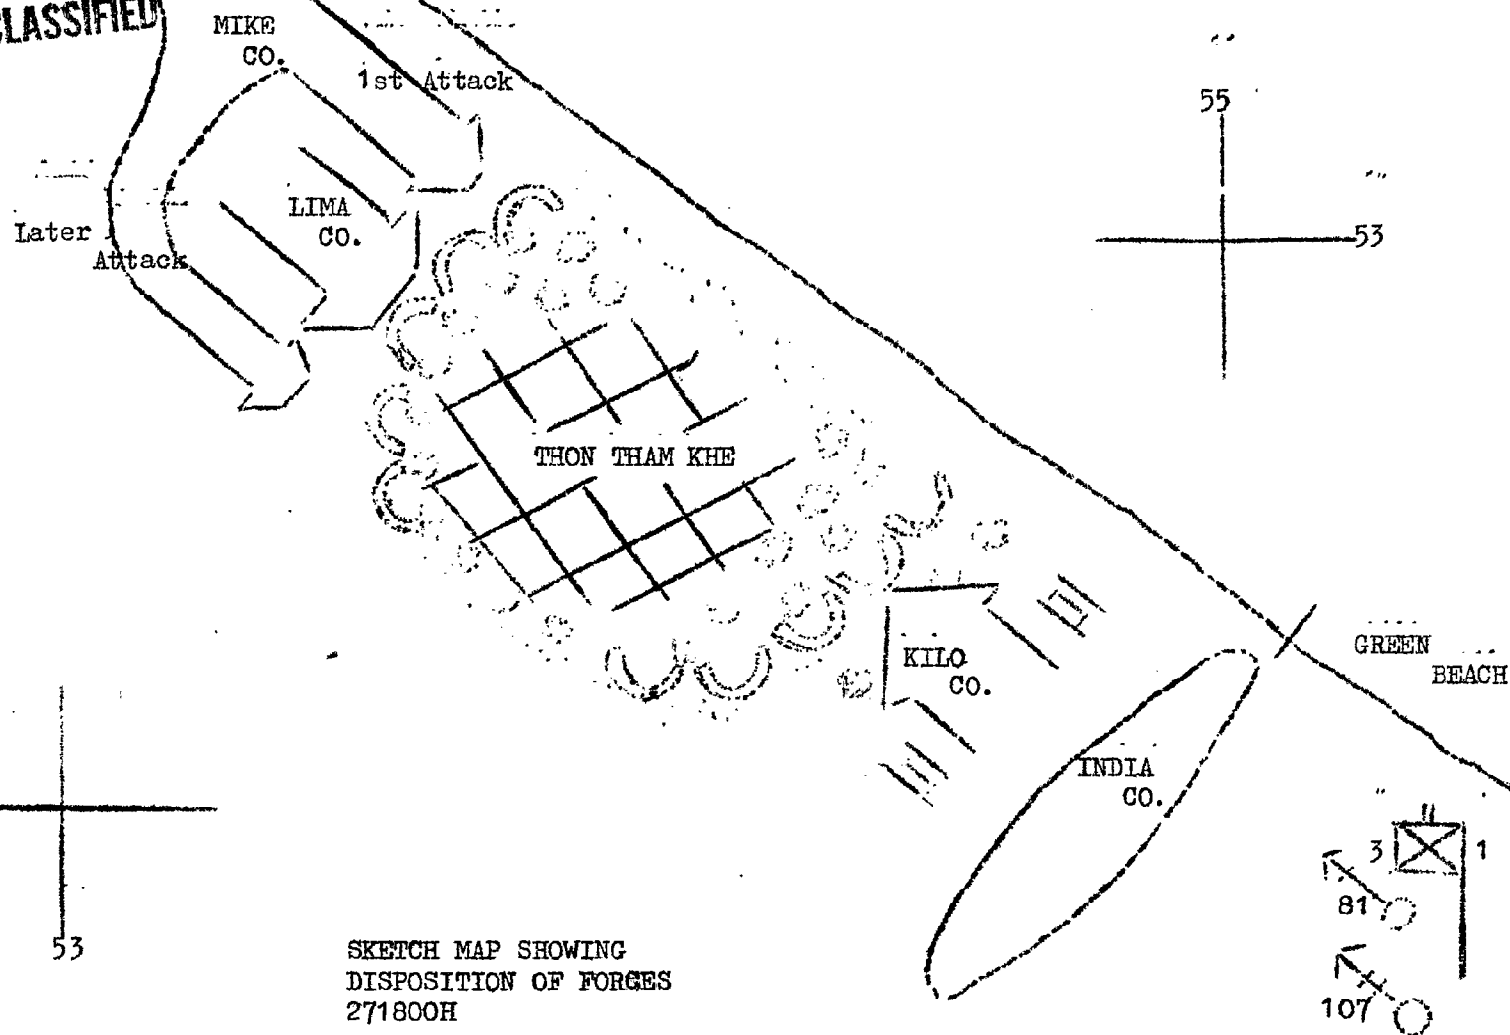 CLASSIFIED
MIKE
CO.
1st Attack
55
53
LIMA
CO.
Later
Attack
THON THAM KHE
KILO
CO.
GREEN
BEACH
INDIA
CO.
3 1
81
107
53
SKETCH MAP SHOWING
DISPOSITION OF FORCES
271800H